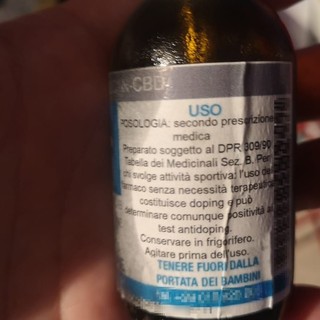 -CBD
USO
POSOLOGIA: secondo prescrizione
medica
Preparato soggetto al DPR 309/90
Tabella dei Medicinali Sez. B. Per
chi svolge attività sportiva: l'uso del
farmaco senza necessità terapeutica
costituisce doping e può
determinare comunque positività ai
test antidoping.
Conservare in frigorifero.
Agitare prima dell'uso.
TENERE FUORI DALLA
PORTATA DEI BAMBINI